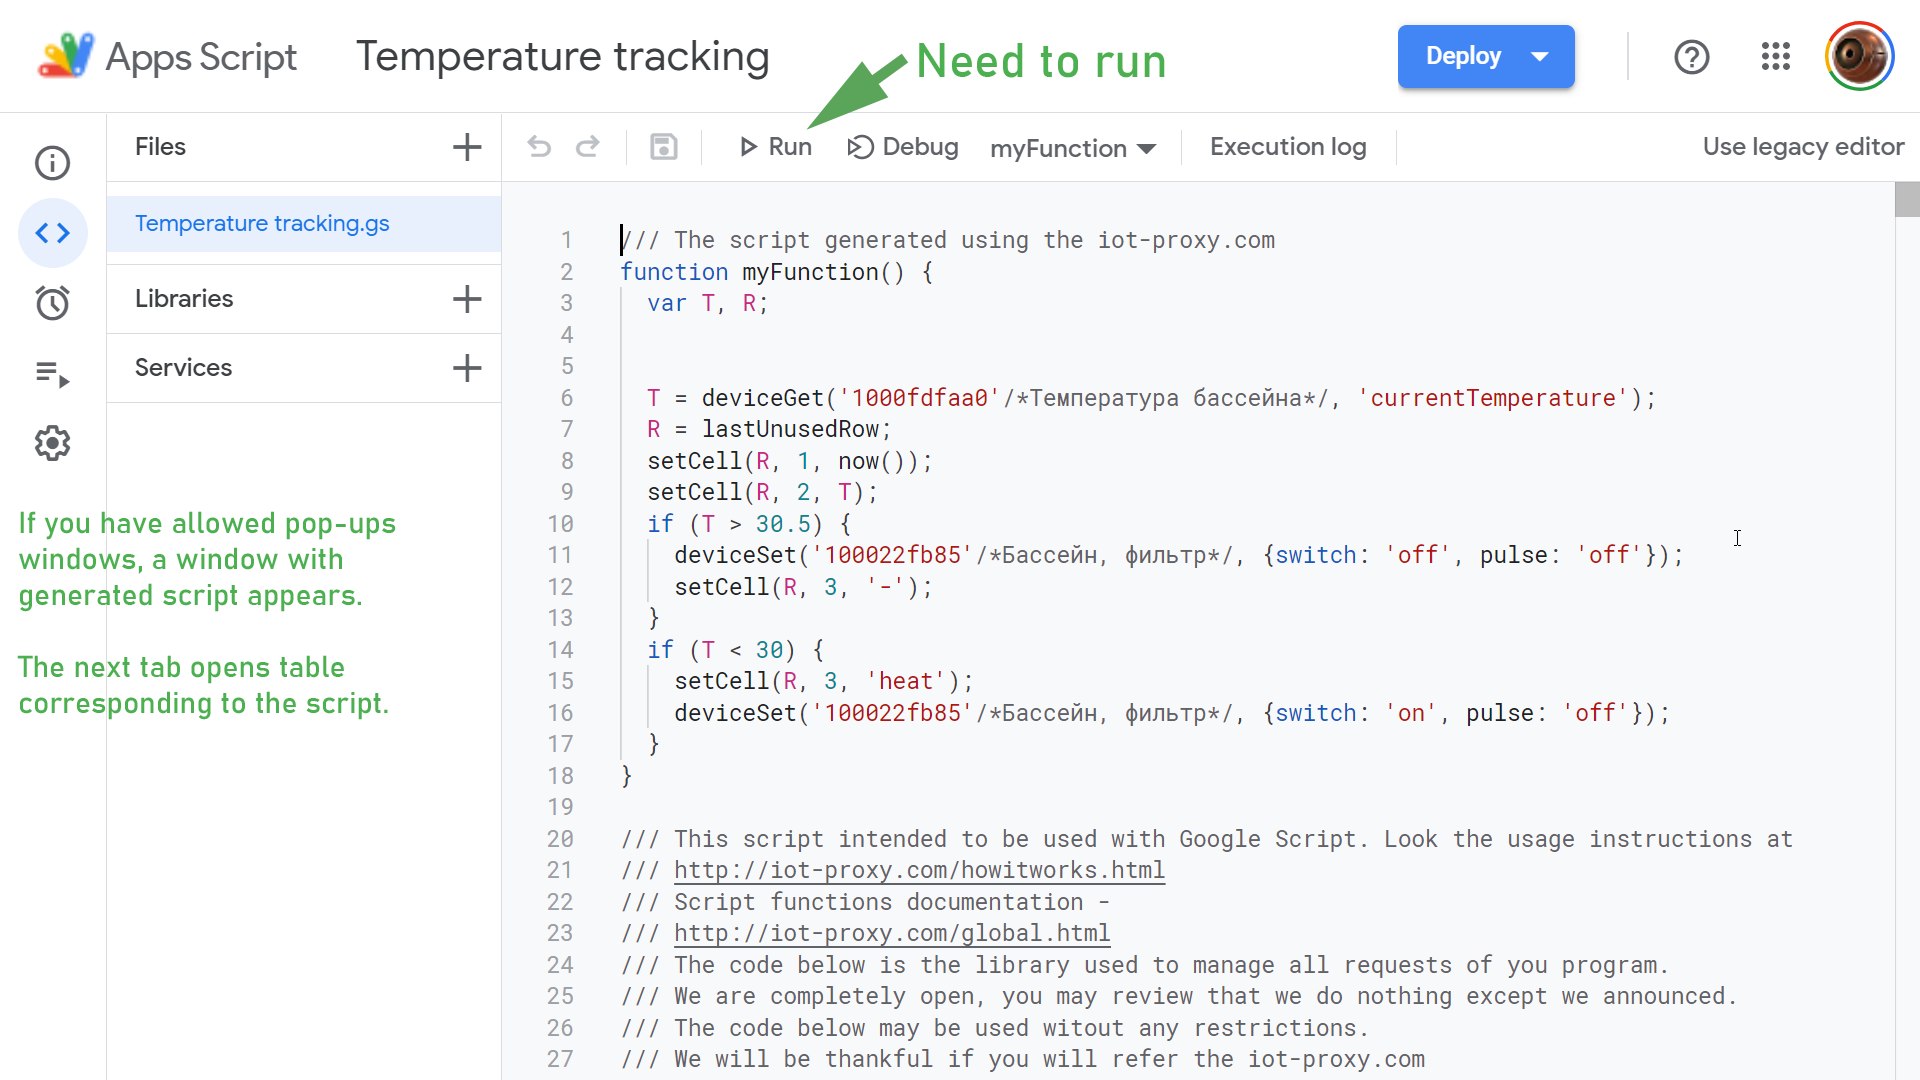 Apps Script
Temperature tracking
Need to run
Deploy
Files
Run
Debug
myFunction
Execution log
Use legacy editor
Temperature tracking.gs
Libraries
Services
If you have allowed pop-ups
windows, a window with
generated script appears.
The next tab opens table
corresponding to the script.
1 /// The script generated using the iot-proxy.com
2 function myFunction() {
3 var T, R;
4
5
6 T = deviceGet('1000fdfaa0'/*Температура бассейна*/, 'currentTemperature');
7 R = lastUnusedRow;
8 setCell(R, 1, now());
9 setCell(R, 2, T);
10 if (T > 30.5) {
11 deviceSet('100022fb85'/*Бассейн, фильтр*/, {switch: 'off', pulse: 'off'});
12 setCell(R, 3, '-');
13 }
14 if (T < 30) {
15 setCell(R, 3, 'heat');
16 deviceSet('100022fb85'/*Бассейн, фильтр*/, {switch: 'on', pulse: 'off'});
17 }
18 }
19
20 /// This script intended to be used with Google Script. Look the usage instructions at
21 /// http://iot-proxy.com/howitworks.html
22 /// Script functions documentation -
23 /// http://iot-proxy.com/global.html
24 /// The code below is the library used to manage all requests of you program.
25 /// We are completely open, you may review that we do nothing except we announced.
26 /// The code below may be used witout any restrictions.
27 /// We will be thankful if you will refer the iot-proxy.com